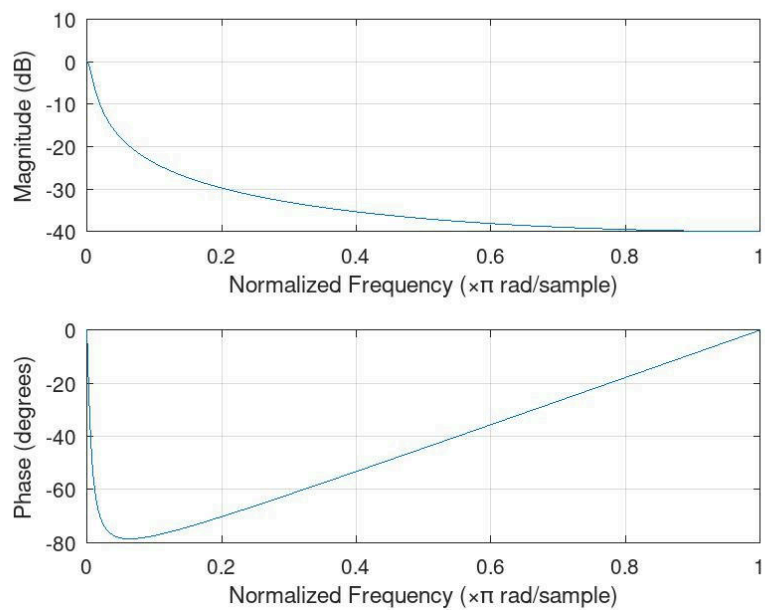 10
0
-10
-20
-30
-40
Magnitude (dB)
0 0.2 0.4 0.6 0.8 1
Normalized Frequency (×π rad/sample)
0
-20
-40
-60
-80
Phase (degrees)
0 0.2 0.4 0.6 0.8 1
Normalized Frequency (×π rad/sample)